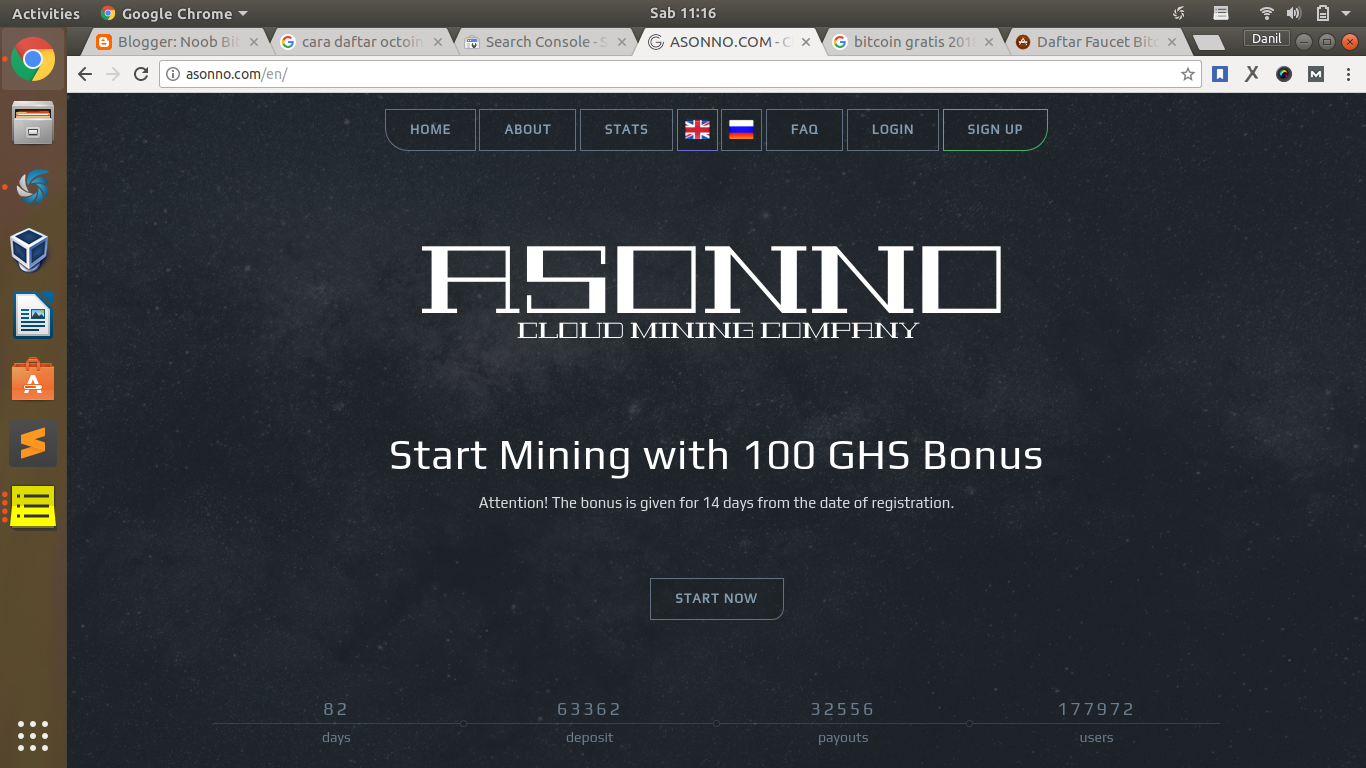 Activities Google Chrome Sab 11:16
Blogger: Noob Bit cara daftar octoin Search Console - S ASONNO.COM - C bitcoin gratis 201 Daftar Faucet Bitc Danil
asonno.com/en/
HOME ABOUT STATS FAQ LOGIN SIGN UP
ASONNO
CLOUD MINING COMPANY
Start Mining with 100 GHS Bonus
Attention! The bonus is given for 14 days from the date of registration.
START NOW
82 63362 32556 177972
days deposit payouts users